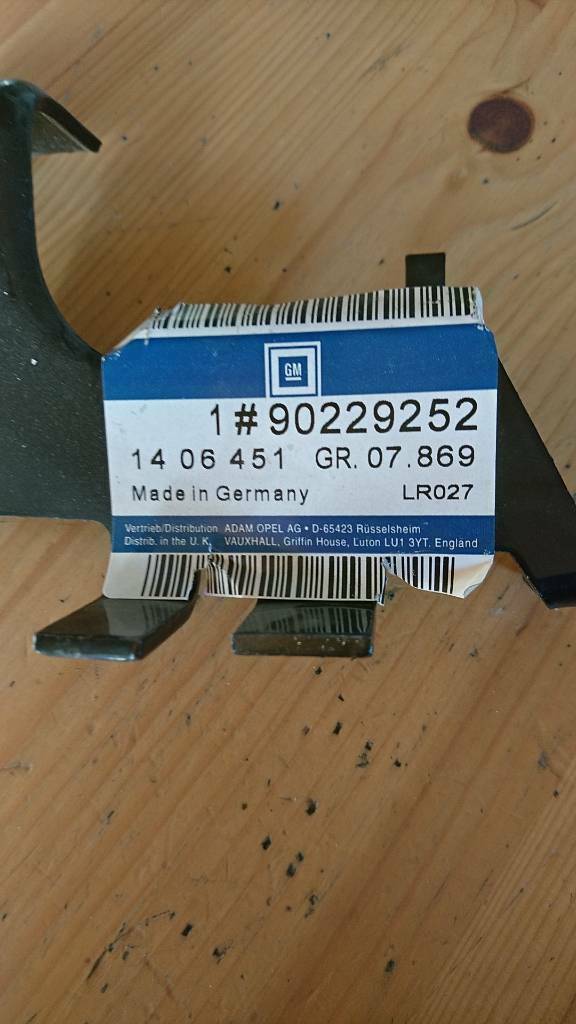 GM
1 # 90229252
14 06 451 GR. 07.869
Made in Germany LR027
Vertrieb/Distribution ADAM OPEL AG • D-65423 Rüsselsheim
Distrib. in the U. K. VAUXHALL, Griffin House, Luton LU1 3YT. England